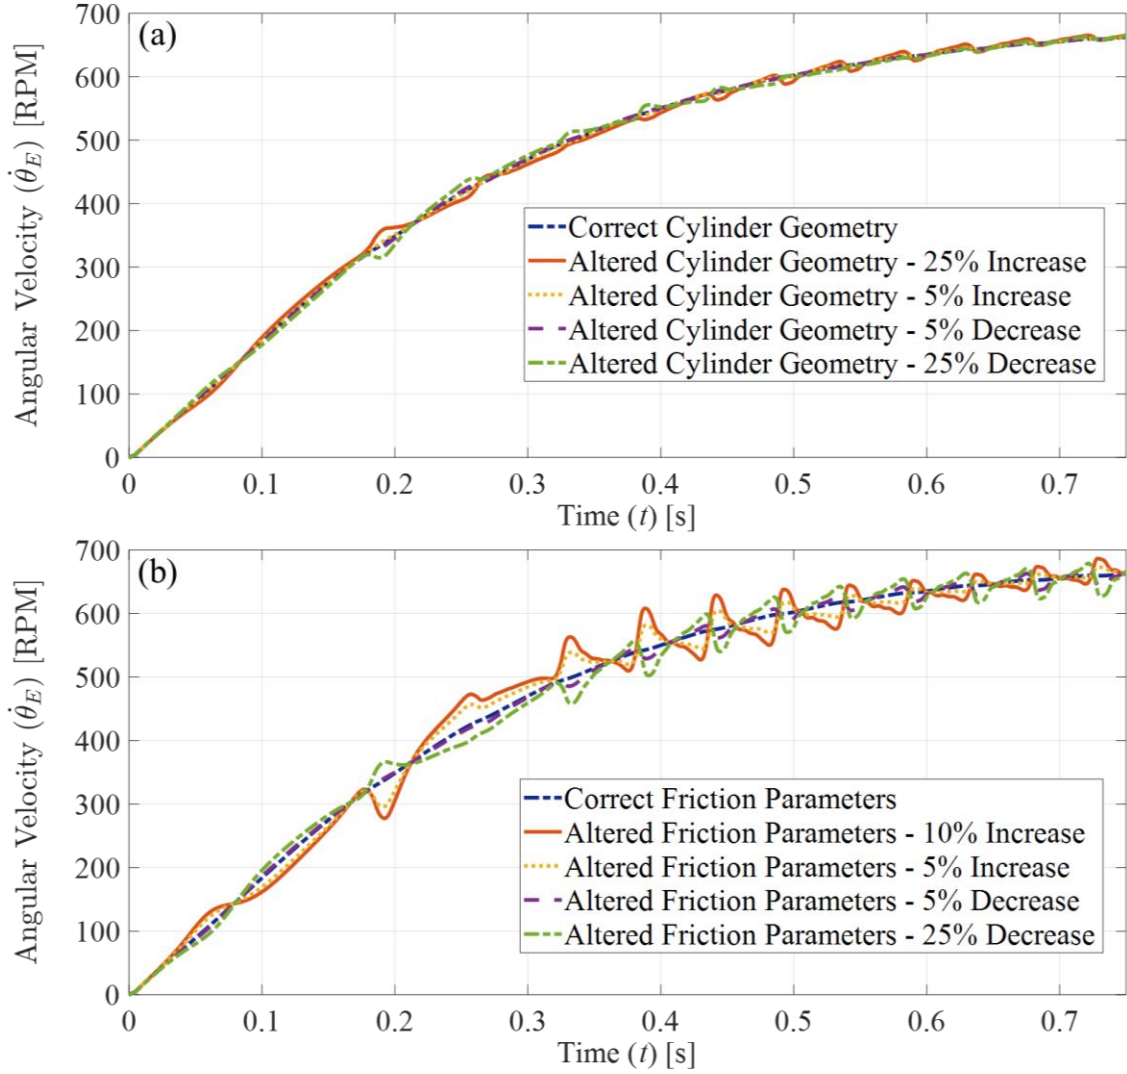 (a)
Angular Velocity (θ̇_E) [RPM]
700
600
500
400
300
200
100
0
Correct Cylinder Geometry
Altered Cylinder Geometry - 25% Increase
Altered Cylinder Geometry - 5% Increase
Altered Cylinder Geometry - 5% Decrease
Altered Cylinder Geometry - 25% Decrease
0 0.1 0.2 0.3 0.4 0.5 0.6 0.7
Time (t) [s]
(b)
Angular Velocity (θ̇_E) [RPM]
700
600
500
400
300
200
100
0
Correct Friction Parameters
Altered Friction Parameters - 10% Increase
Altered Friction Parameters - 5% Increase
Altered Friction Parameters - 5% Decrease
Altered Friction Parameters - 25% Decrease
0 0.1 0.2 0.3 0.4 0.5 0.6 0.7
Time (t) [s]